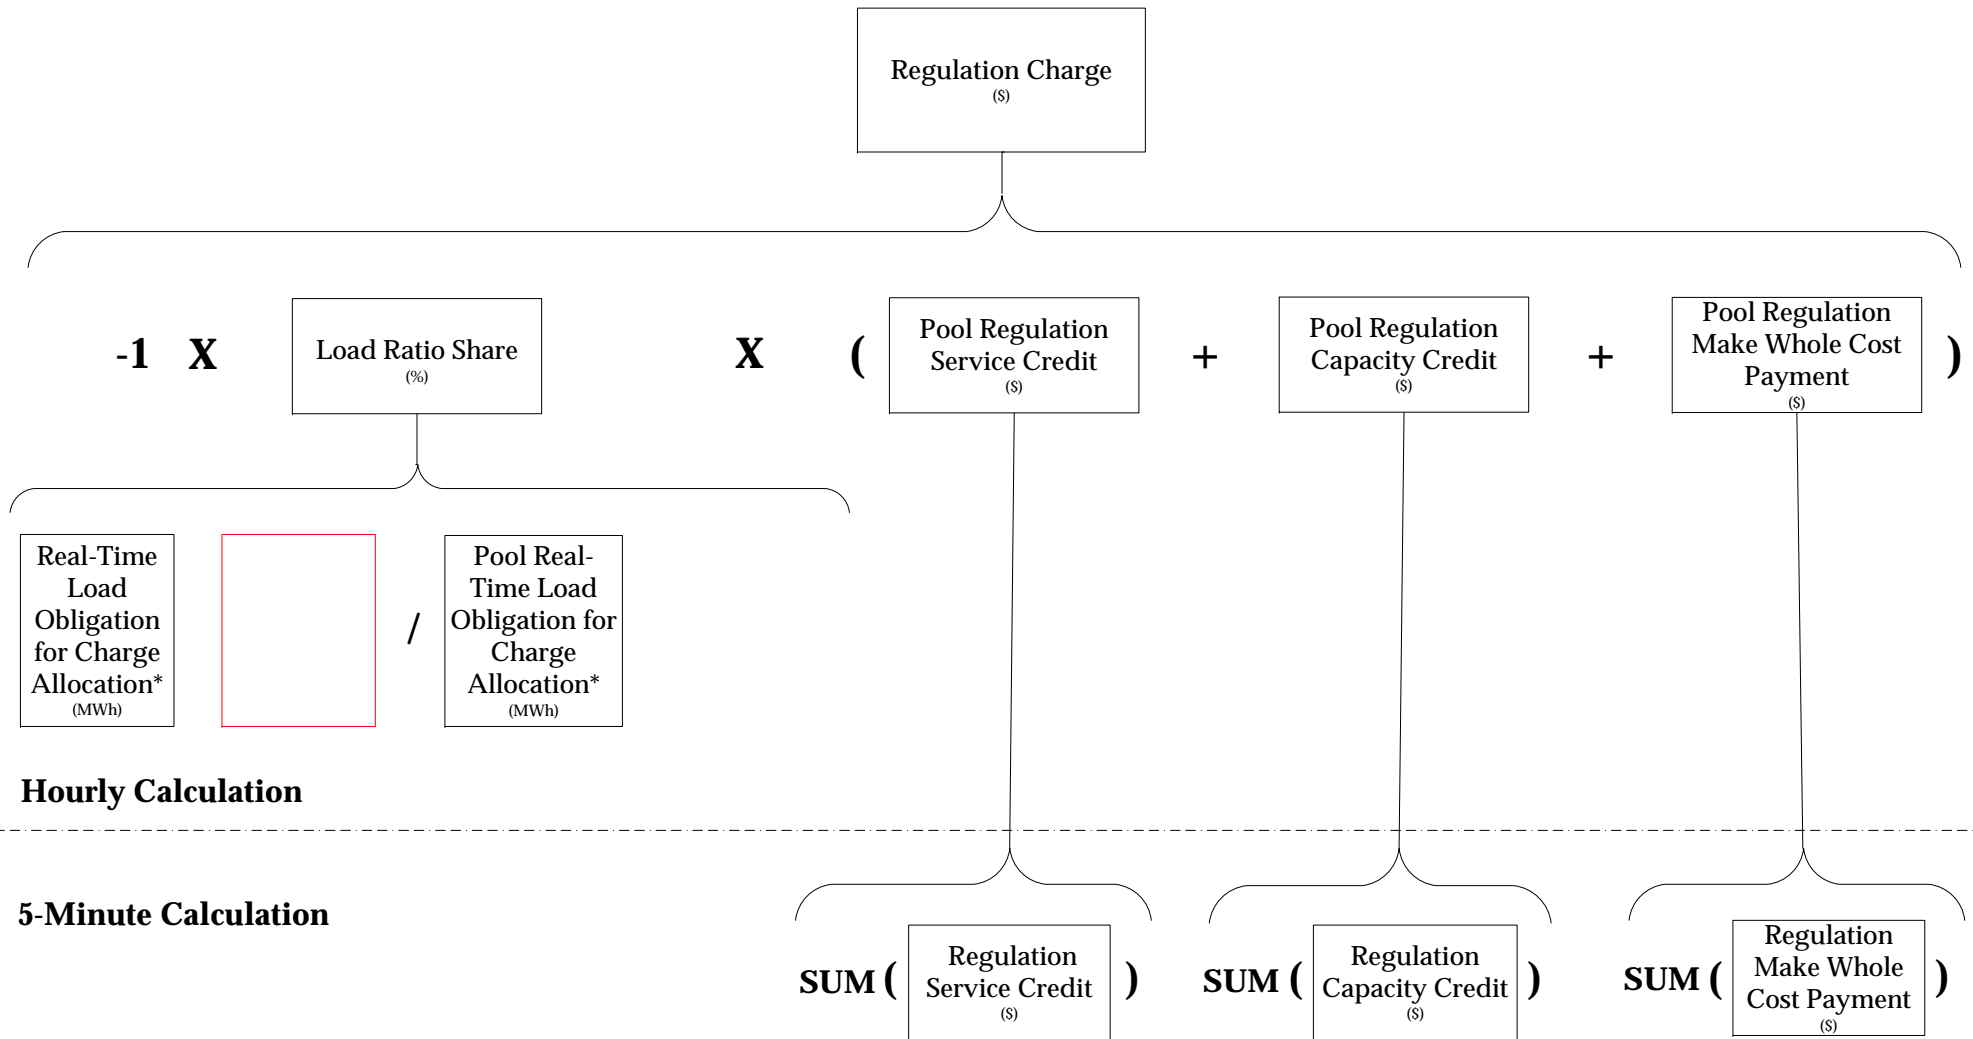 Regulation Charge
($)
-1 X
Load Ratio Share
(%)
X
(
Pool Regulation
Service Credit
($)
+
Pool Regulation
Capacity Credit
($)
+
Pool Regulation
Make Whole Cost
Payment
($)
)
Real-Time
Load
Obligation
for Charge
Allocation*
(MWh)
/
Pool Real-
Time Load
Obligation for
Charge
Allocation*
(MWh)
Hourly Calculation
5-Minute Calculation
SUM (
Regulation
Service Credit
($)
)
SUM (
Regulation
Capacity Credit
($)
)
SUM (
Regulation
Make Whole
Cost Payment
($)
)